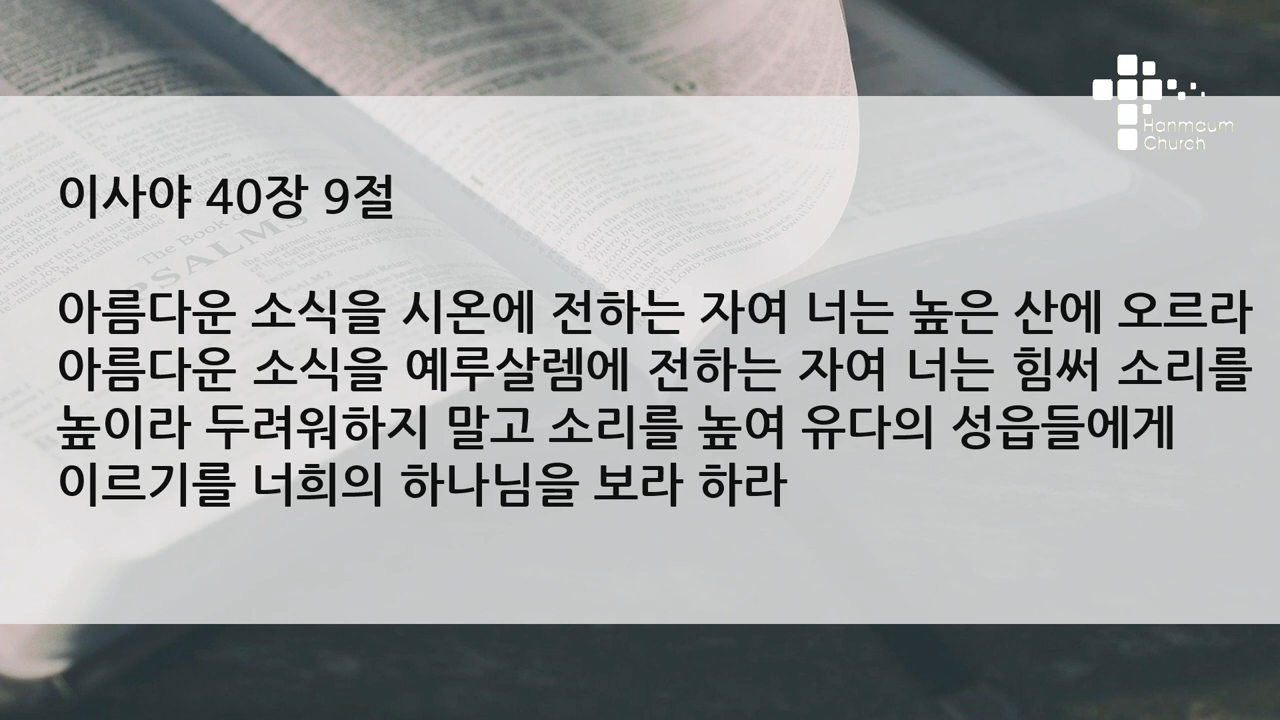 Hanmaum
Church
이사야 40장 9절
The Book of
PSALMS
아름다운 소식을 시온에 전하는 자여 너는 높은 산에 오르라
아름다운 소식을 예루살렘에 전하는 자여 너는 힘써 소리를
높이라 두려워하지 말고 소리를 높여 유다의 성읍들에게
이르기를 너희의 하나님을 보라 하라